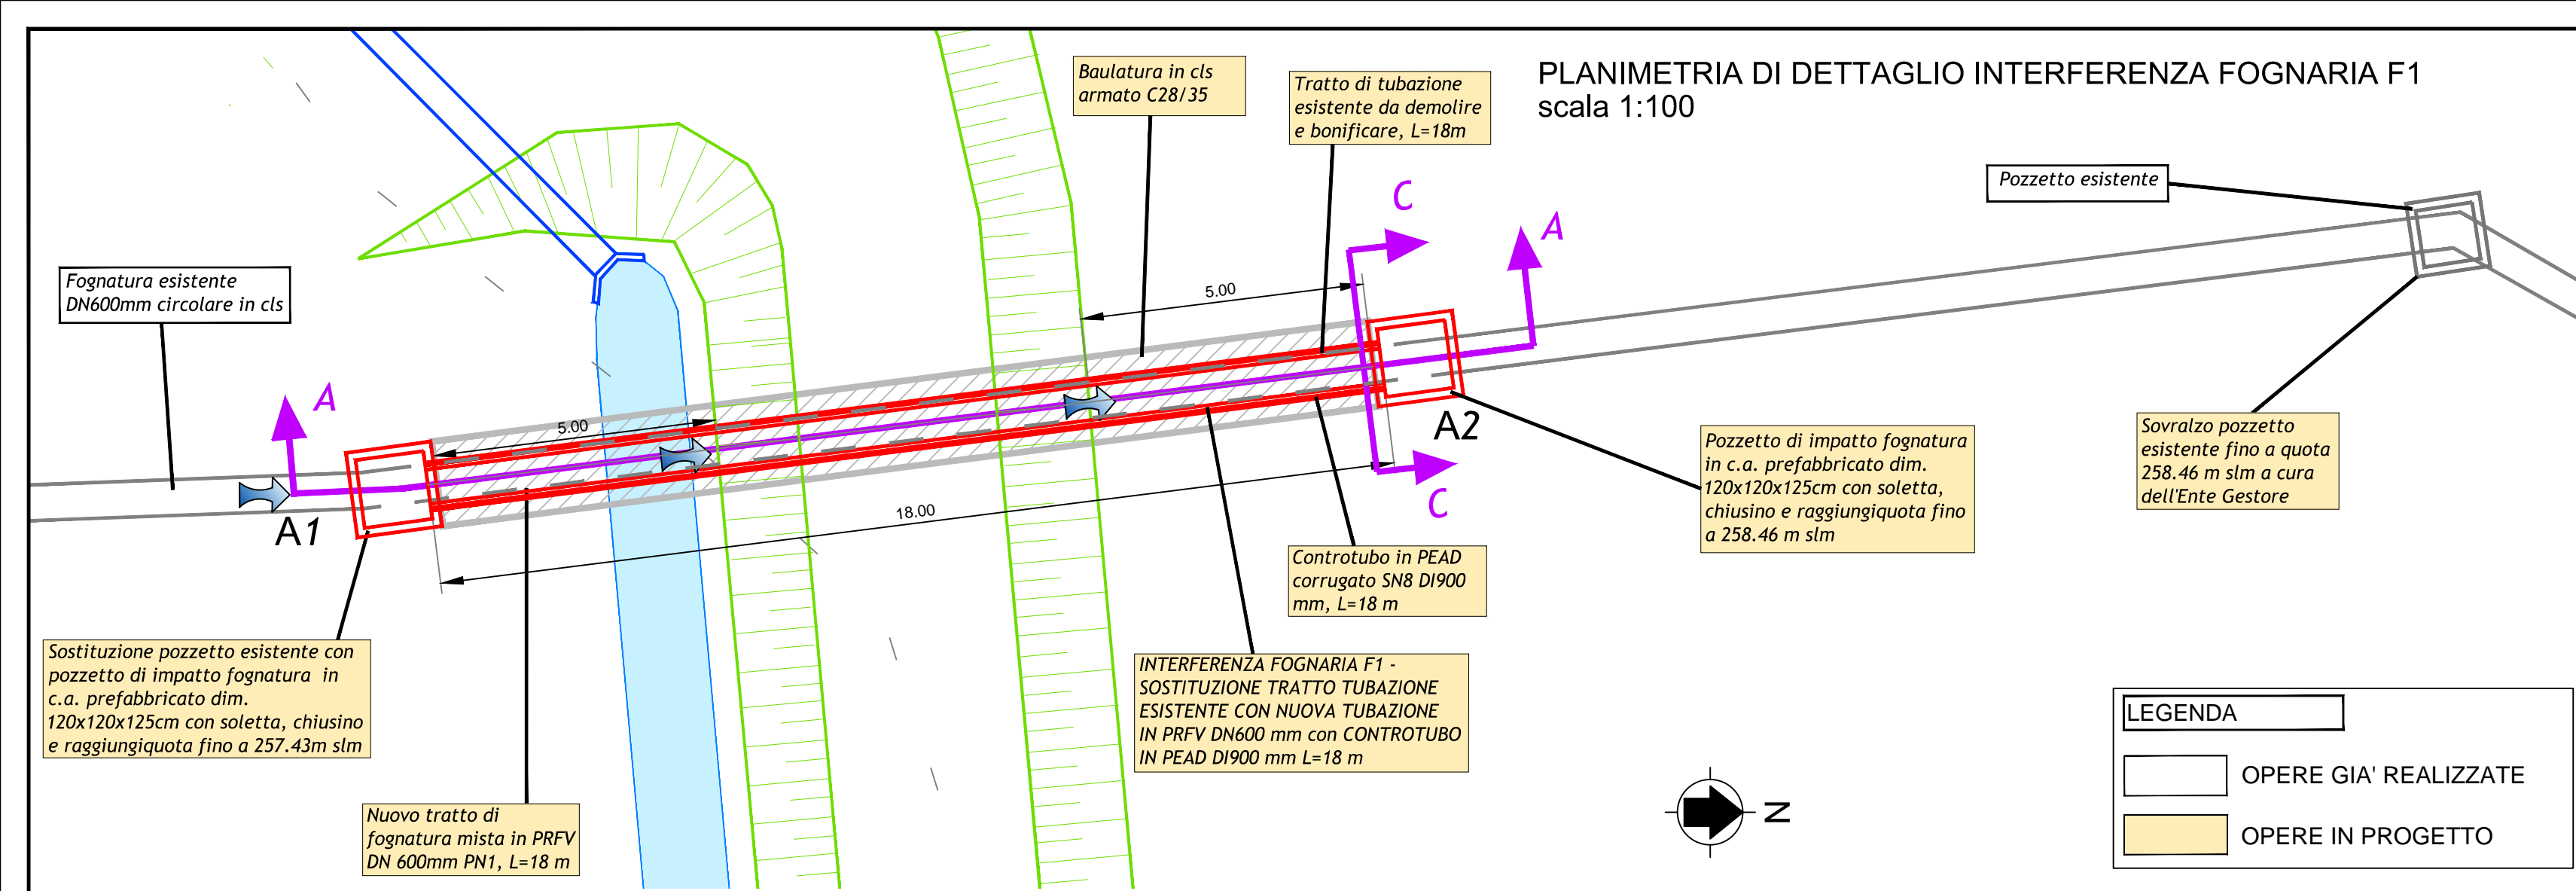 PLANIMETRIA DI DETTAGLIO INTERFERENZA FOGNARIA F1
scala 1:100
Baulatura in cls
armato C28/35
Tratto di tubazione
esistente da demolire
e bonificare, L=18m
Pozzetto esistente
C
A
Fognatura esistente
DN600mm circolare in cls
5.00
A
5.00
A1
A2
18.00
C
Pozzetto di impatto fognatura
in c.a. prefabbricato dim.
120x120x125cm con soletta,
chiusino e raggiungiquota fino
a 258.46 m slm
Sovralzo pozzetto
esistente fino a quota
258.46 m slm a cura
dell'Ente Gestore
Controtubo in PEAD
corrugato SN8 DI900
mm, L=18 m
Sostituzione pozzetto esistente con
pozzetto di impatto fognatura in
c.a. prefabbricato dim.
120x120x125cm con soletta, chiusino
e raggiungiquota fino a 257.43m slm
INTERFERENZA FOGNARIA F1 -
SOSTITUZIONE TRATTO TUBAZIONE
ESISTENTE CON NUOVA TUBAZIONE
IN PRFV DN600 mm con CONTROTUBO
IN PEAD DI900 mm L=18 m
Nuovo tratto di
fognatura mista in PRFV
DN 600mm PN1, L=18 m
N
LEGENDA
OPERE GIA' REALIZZATE
OPERE IN PROGETTO